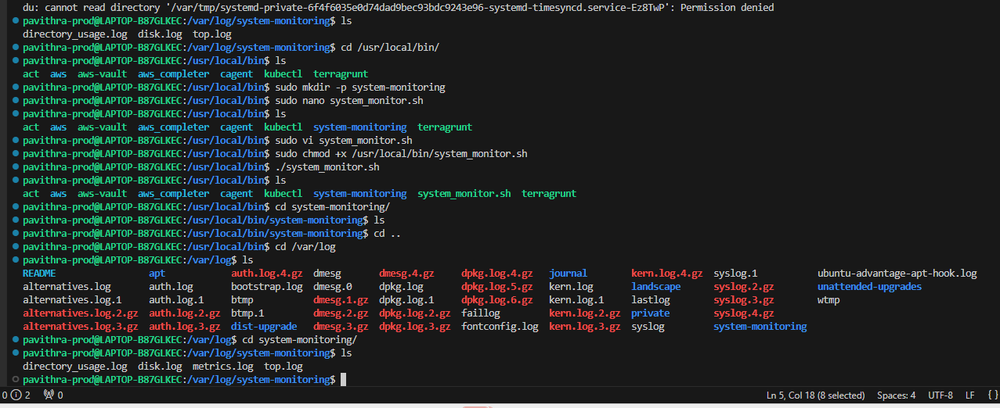 du: cannot read directory '/var/tmp/systemd-private-6f4f6035e0d74dad9bec93bdc9243e96-systemd-timesyncd.service-Ez8TwP': Permission denied
pavithra-prod@LAPTOP-B87GLKEC:/var/log/system-monitoring$ ls
directory_usage.log  disk.log  top.log
pavithra-prod@LAPTOP-B87GLKEC:/var/log/system-monitoring$ cd /usr/local/bin/
pavithra-prod@LAPTOP-B87GLKEC:/usr/local/bin$ ls
act  aws  aws-vault  aws_completer  cagent  kubectl  terragrunt
pavithra-prod@LAPTOP-B87GLKEC:/usr/local/bin$ sudo mkdir -p system-monitoring
pavithra-prod@LAPTOP-B87GLKEC:/usr/local/bin$ sudo nano system_monitor.sh
pavithra-prod@LAPTOP-B87GLKEC:/usr/local/bin$ ls
act  aws  aws-vault  aws_completer  cagent  kubectl  system-monitoring  terragrunt
pavithra-prod@LAPTOP-B87GLKEC:/usr/local/bin$ sudo vi system_monitor.sh
pavithra-prod@LAPTOP-B87GLKEC:/usr/local/bin$ sudo chmod +x /usr/local/bin/system_monitor.sh
pavithra-prod@LAPTOP-B87GLKEC:/usr/local/bin$ ./system_monitor.sh
pavithra-prod@LAPTOP-B87GLKEC:/usr/local/bin$ ls
act  aws  aws-vault  aws_completer  cagent  kubectl  system-monitoring  system_monitor.sh  terragrunt
pavithra-prod@LAPTOP-B87GLKEC:/usr/local/bin$ cd system-monitoring/
pavithra-prod@LAPTOP-B87GLKEC:/usr/local/bin/system-monitoring$ ls
pavithra-prod@LAPTOP-B87GLKEC:/usr/local/bin/system-monitoring$ cd ..
pavithra-prod@LAPTOP-B87GLKEC:/usr/local/bin$ cd /var/log
pavithra-prod@LAPTOP-B87GLKEC:/var/log$ ls
README  apt  auth.log.4.gz  dmesg  dmesg.4.gz  dpkg.log.4.gz  journal  kern.log.4.gz  syslog.1  ubuntu-advantage-apt-hook.log
alternatives.log  auth.log  bootstrap.log  dmesg.0  dpkg.log  dpkg.log.5.gz  kern.log  landscape  syslog.2.gz  unattended-upgrades
alternatives.log.1  auth.log.1  btmp  dmesg.1.gz  dpkg.log.1  dpkg.log.6.gz  kern.log.1  lastlog  syslog.3.gz  wtmp
alternatives.log.2.gz  auth.log.2.gz  btmp.1  dmesg.2.gz  dpkg.log.2.gz  faillog  kern.log.2.gz  private  syslog.4.gz
alternatives.log.3.gz  auth.log.3.gz  dist-upgrade  dmesg.3.gz  dpkg.log.3.gz  fontconfig.log  kern.log.3.gz  syslog  system-monitoring
pavithra-prod@LAPTOP-B87GLKEC:/var/log$ cd system-monitoring/
pavithra-prod@LAPTOP-B87GLKEC:/var/log/system-monitoring$ ls
directory_usage.log  disk.log  metrics.log  top.log
pavithra-prod@LAPTOP-B87GLKEC:/var/log/system-monitoring$
0 2 0 Ln 5, Col 18 (8 selected) Spaces: 4 UTF-8 LF { }